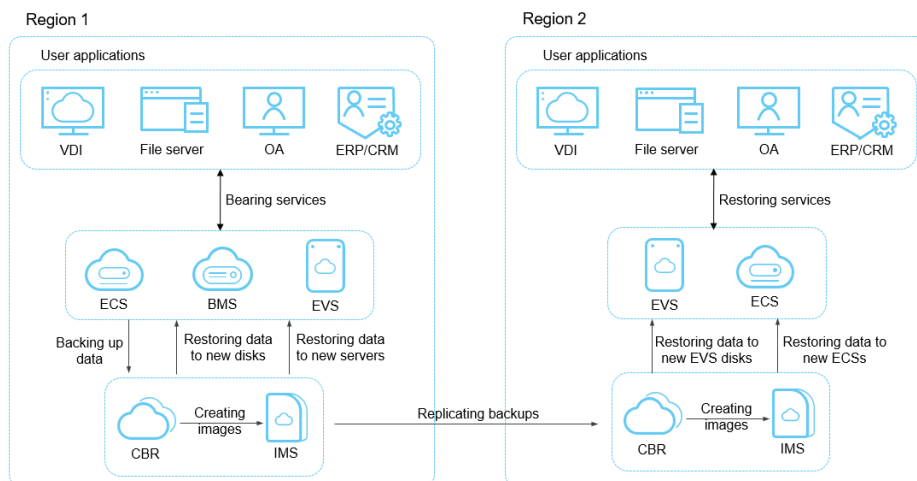 Region 1
User applications
VDI
File server
OA
ERP/CRM
Bearing services
ECS
BMS
EVS
Backing up
data
Restoring data
to new disks
Restoring data
to new servers
CBR
Creating
images
IMS
Replicating backups
Region 2
User applications
VDI
File server
OA
ERP/CRM
Restoring services
EVS
ECS
Restoring data to
new EVS disks
Restoring data to
new ECSs
CBR
Creating
images
IMS